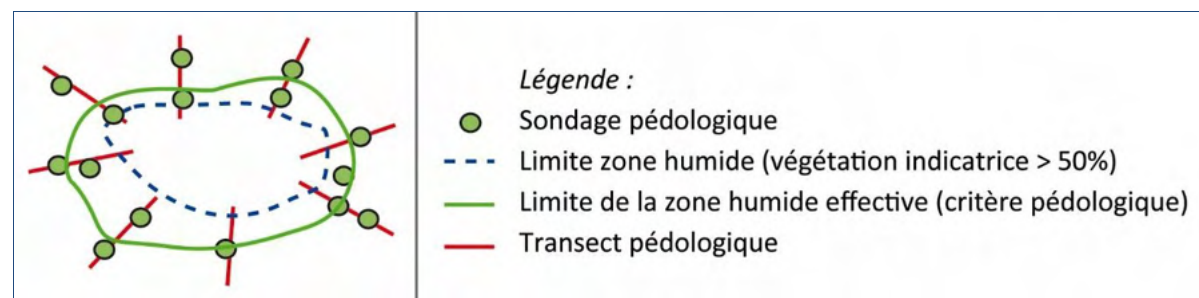 Légende :
Sondage pédologique
Limite zone humide (végétation indicatrice > 50%)
Limite de la zone humide effective (critère pédologique)
Transect pédologique